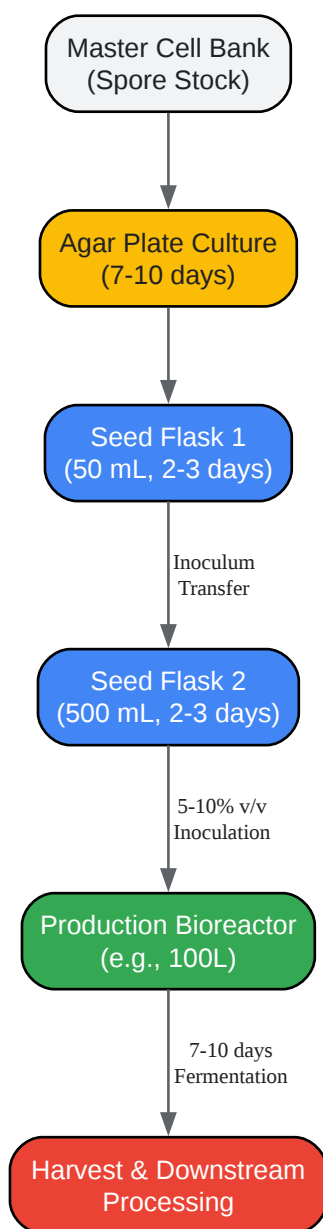 Master Cell Bank
(Spore Stock)
Agar Plate Culture
(7-10 days)
Seed Flask 1
(50 mL, 2-3 days)
Inoculum
Transfer
Seed Flask 2
(500 mL, 2-3 days)
5-10% v/v
Inoculation
Production Bioreactor
(e.g., 100L)
7-10 days
Fermentation
Harvest & Downstream
Processing